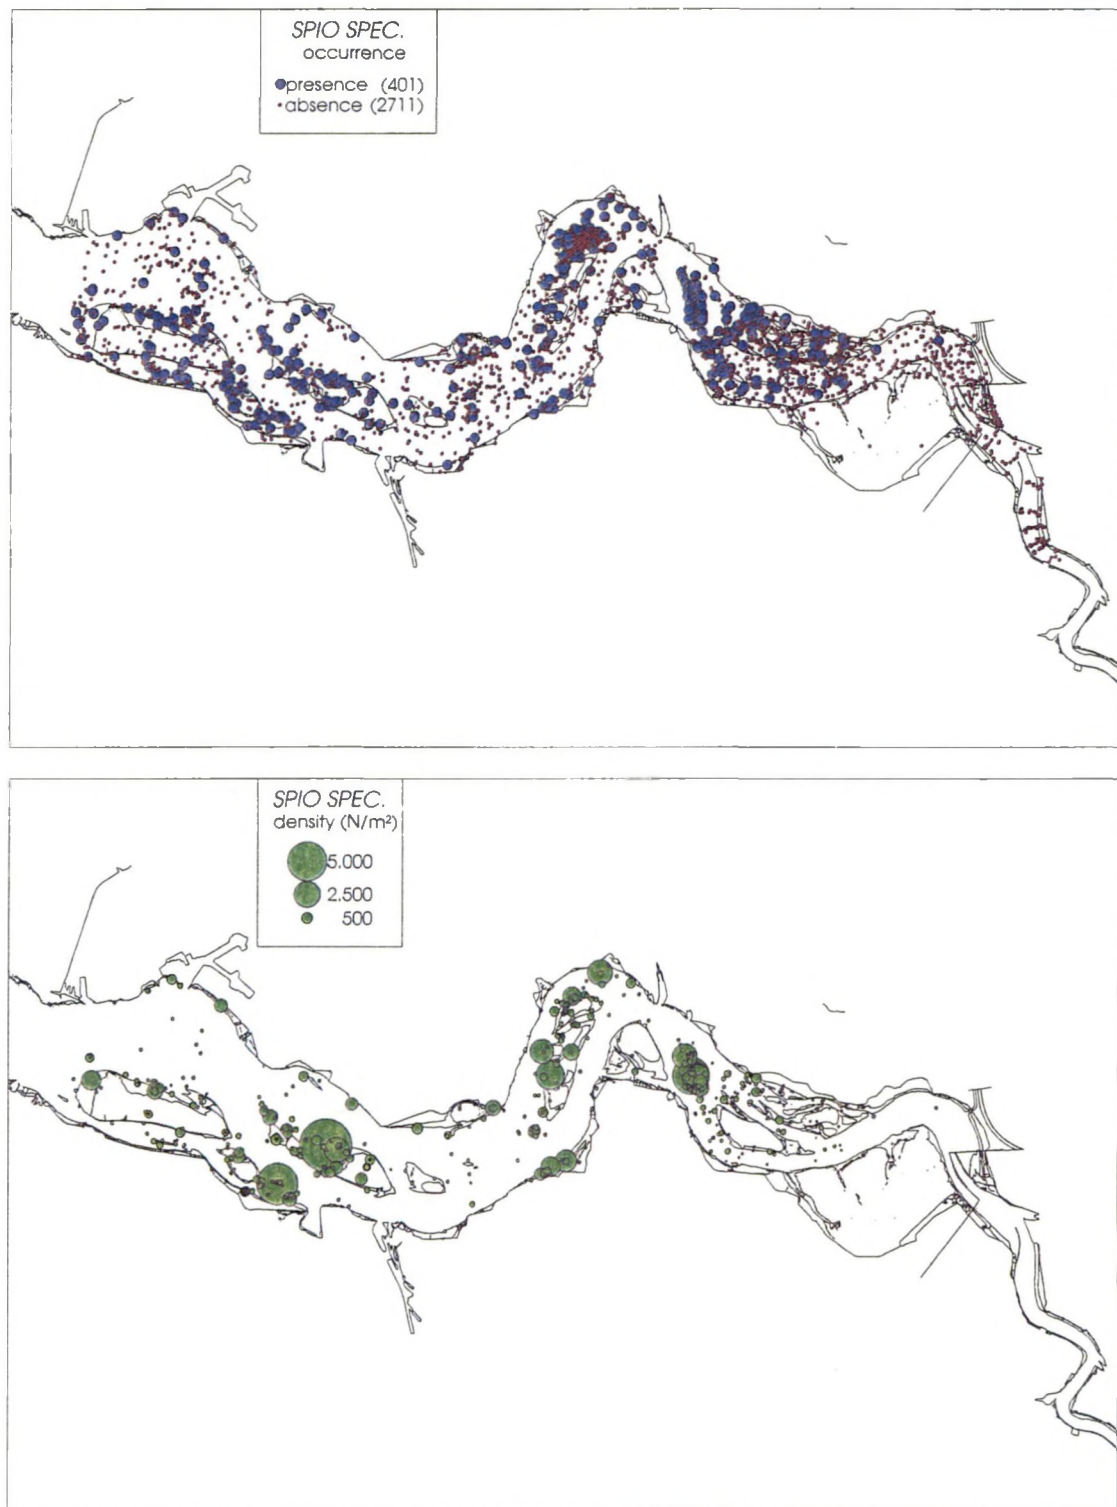 SPIO SPEC.
occurrence
presence (401)
absence (2711)
SPIO SPEC.
density (N/m²)
5.000
2.500
500